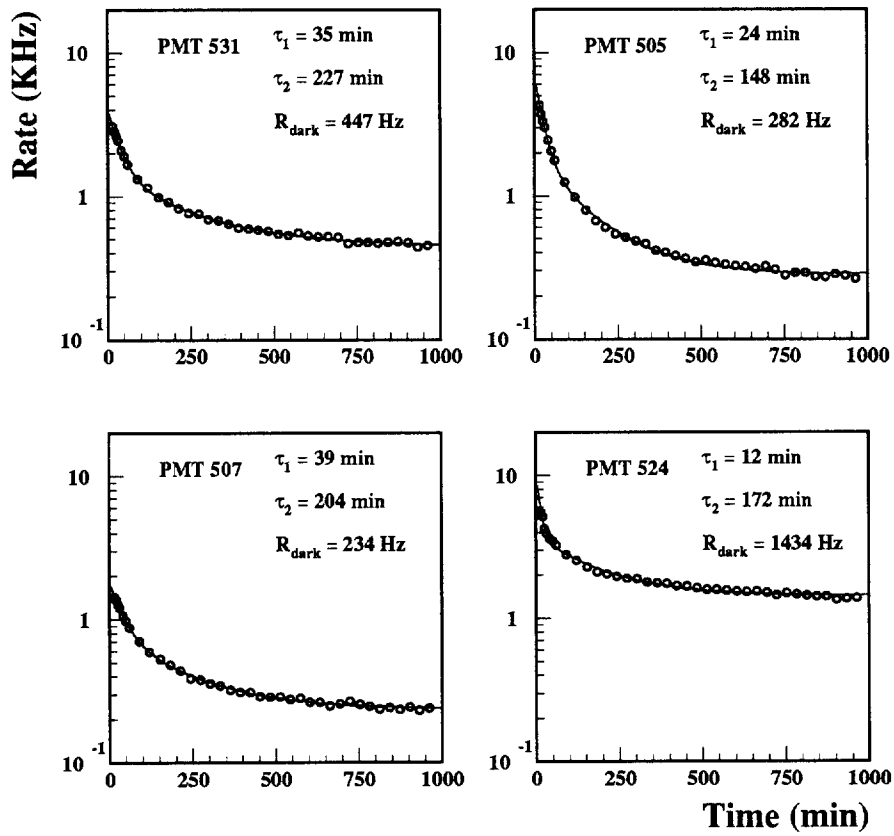 Rate (KHz)
PMT 531
τ₁ = 35 min
τ₂ = 227 min
R_dark = 447 Hz
10
1
10⁻¹
0 250 500 750 1000
PMT 505
τ₁ = 24 min
τ₂ = 148 min
R_dark = 282 Hz
10
1
10⁻¹
0 250 500 750 1000
PMT 507
τ₁ = 39 min
τ₂ = 204 min
R_dark = 234 Hz
10
1
10⁻¹
0 250 500 750 1000
PMT 524
τ₁ = 12 min
τ₂ = 172 min
R_dark = 1434 Hz
10
1
10⁻¹
0 250 500 750 1000
Time (min)